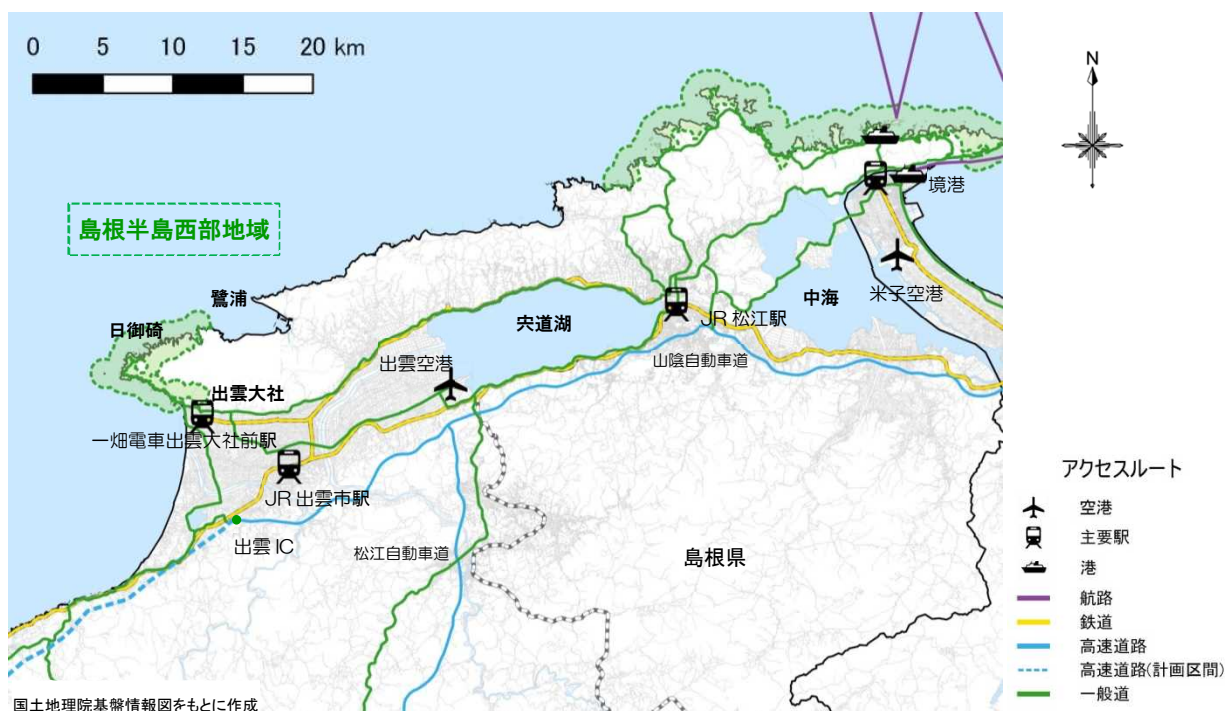 0 5 10 15 20 km
N
島根半島西部地域
境港
米子空港
中海
鷺浦
日御碕
宍道湖
JR 松江駅
出雲空港
山陰自動車道
出雲大社
一畑電車出雲大社前駅
JR 出雲市駅
出雲 IC
松江自動車道
島根県
アクセスルート
空港
主要駅
港
航路
鉄道
高速道路
高速道路(計画区間)
一般道
国土地理院基盤情報図をもとに作成